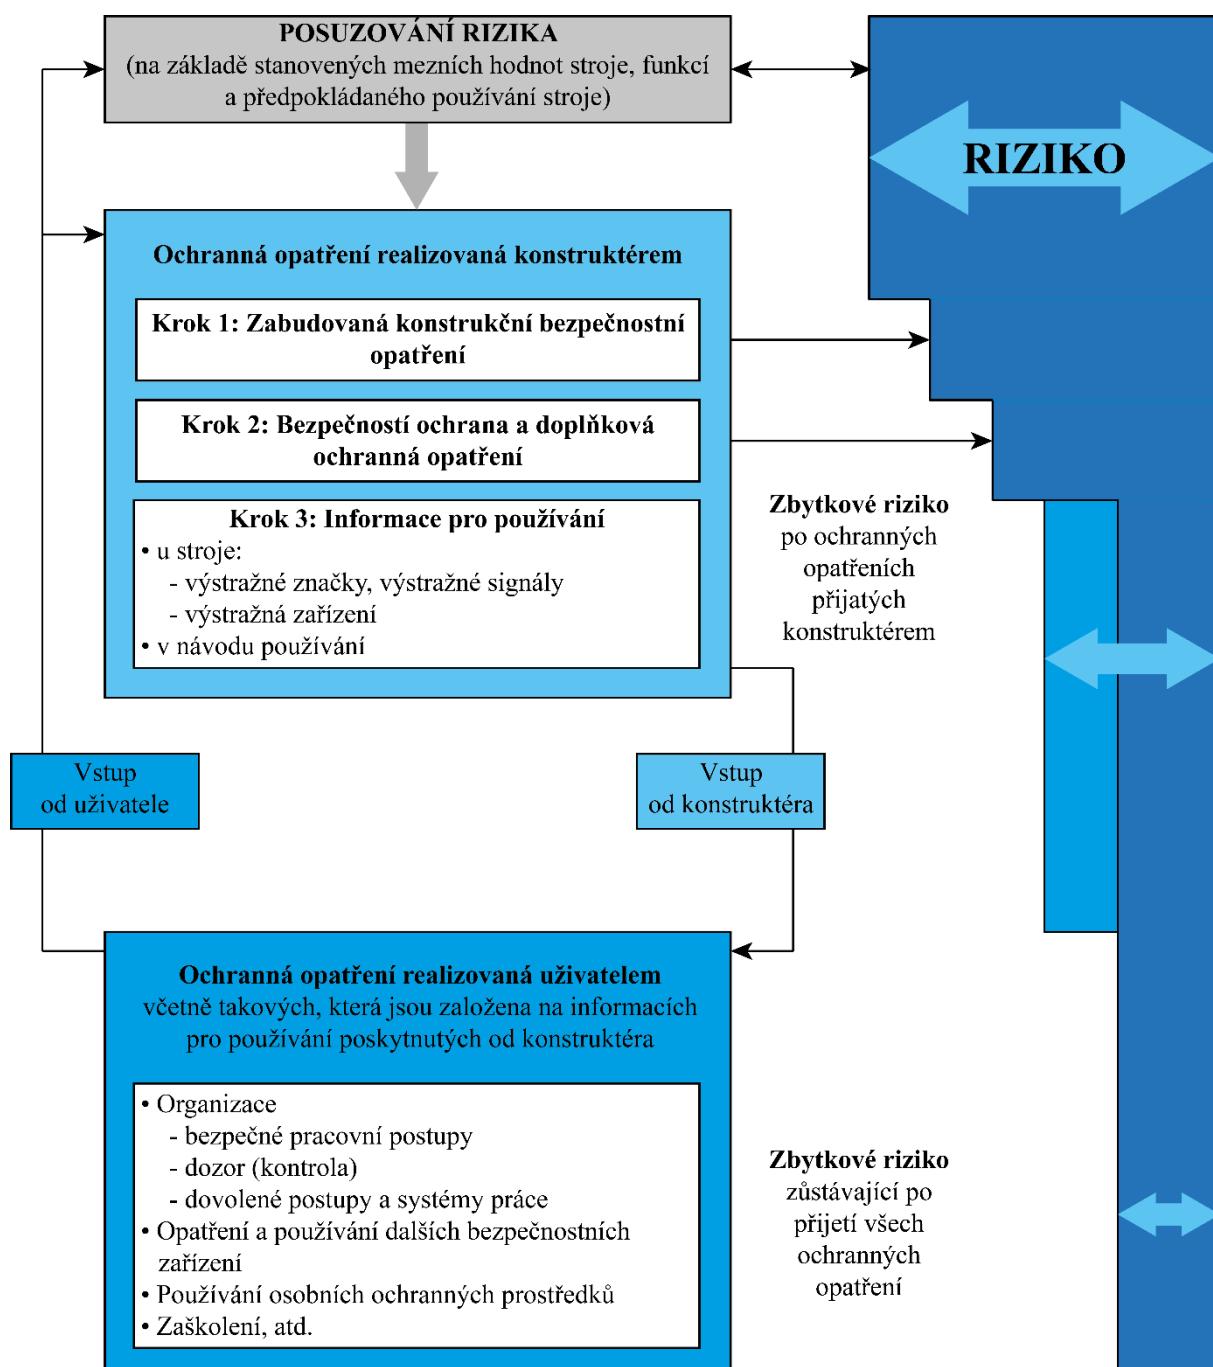 POSUZOVÁNÍ RIZIKA
(na základě stanovených mezních hodnot stroje, funkcí
a předpokládaného používání stroje)
RIZIKO
Ochranná opatření realizovaná konstruktérem
Krok 1: Zabudovaná konstrukční bezpečnostní
opatření
Krok 2: Bezpečností ochrana a doplňková
ochranná opatření
Krok 3: Informace pro používání
• u stroje:
- výstražné značky, výstražné signály
- výstražná zařízení
• v návodu používání
Zbytkové riziko
po ochranných
opatřeních
přijatých
konstruktérem
Vstup
od uživatele
Vstup
od konstruktéra
Ochranná opatření realizovaná uživatelem
včetně takových, která jsou založena na informacích
pro používání poskytnutých od konstruktéra
• Organizace
- bezpečné pracovní postupy
- dozor (kontrola)
- dovolené postupy a systémy práce
• Opatření a používání dalších bezpečnostních
zařízení
• Používání osobních ochranných prostředků
• Zaškolení, atd.
Zbytkové riziko
zůstávající po
přijetí všech
ochranných
opatření